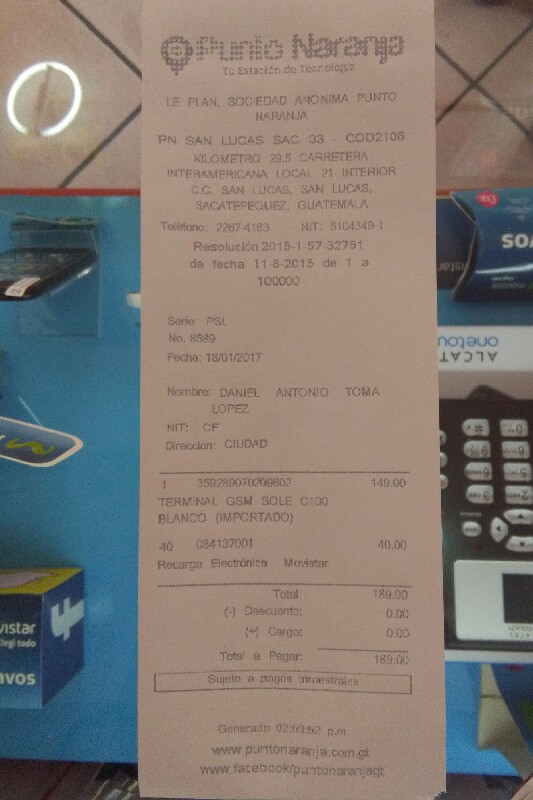 Punto Naranja
Tu Estación de Tecnología
LE PLAN, SOCIEDAD ANONIMA PUNTO
NARANJA
PN SAN LUCAS SAC 03 - COD2106
KILOMETRO 29.5 CARRETERA
INTERAMERICANA LOCAL 21 INTERIOR
C.C. SAN LUCAS, SAN LUCAS,
SACATEPEQUEZ, GUATEMALA
Teléfono: 2267-4193 NIT: 5104349-1
Resolución 2015-1-57-32751
de fecha 11-8-2015 de 1 a
100000
Serie: PSL
No. 8589
Fecha: 18/01/2017
Nombre: DANIEL ANTONIO TOMA
LOPEZ
NIT: CF
Direccion: CIUDAD
1 359289070209602 149.00
TERMINAL GSM SOLE C100
BLANCO (IMPORTADO)
40 084137001 40.00
Recarga Electrónica Movistar
Total: 189.00
(-) Descuento: 0.00
(+) Cargo: 0.00
Total a Pagar: 189.00
Sujeto a pagos trimestrales
Generado 02:59:52 p.m.
www.puntonaranja.com.gt
www.facebook/puntonaranjagt
vistar
Elegí todo
avos
ALCATEL
onetouch